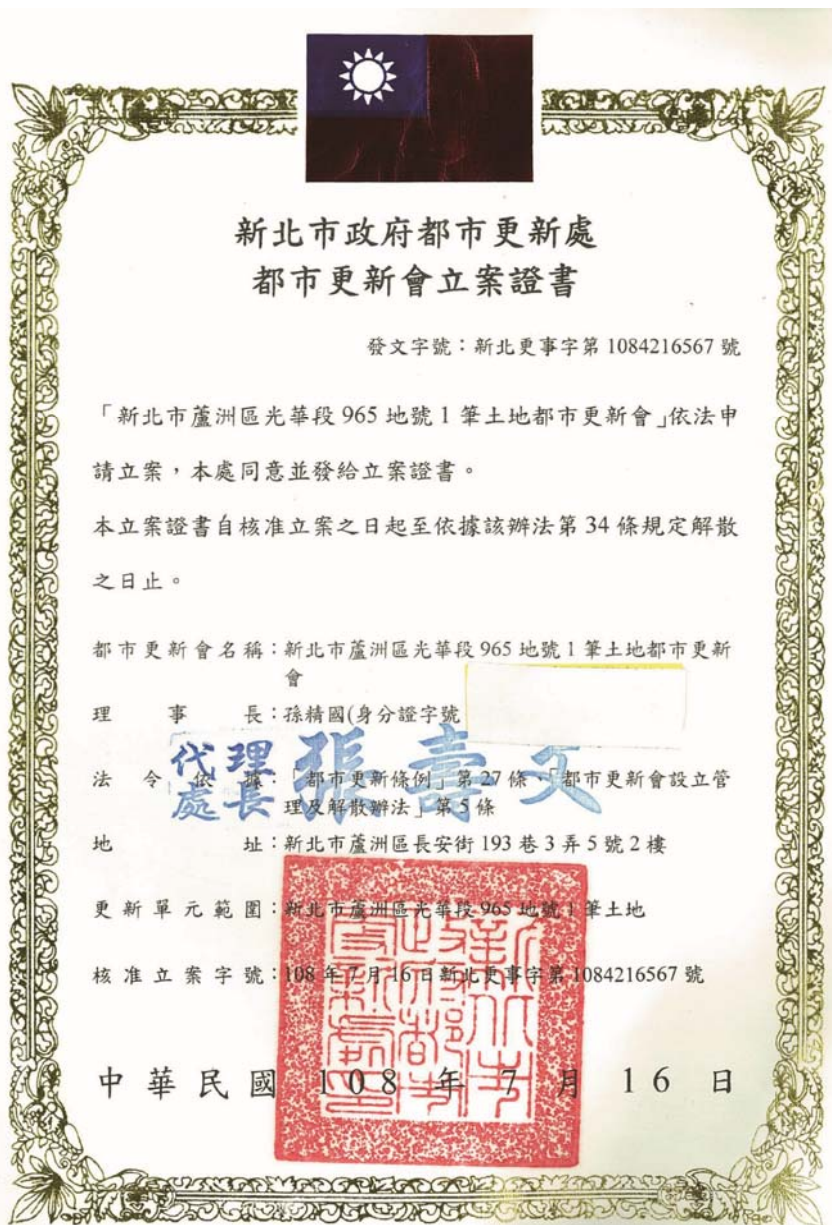 新北市政府都市更新處
都市更新會立案證書
發文字號：新北更事字第 1084216567 號
「新北市蘆洲區光華段 965 地號 1 筆土地都市更新會」依法申
請立案，本處同意並發給立案證書。
本立案證書自核准立案之日起至依據該辦法第 34 條規定解散
之日止。
都市更新會名稱：新北市蘆洲區光華段 965 地號 1 筆土地都市更新
會
理事長：孫精國(身分證字號
代理處長 張壽文
法令依據：「都市更新條例」第 27 條、「都市更新會設立管
理及解散辦法」第 5 條
地址：新北市蘆洲區長安街 193 巷 3 弄 5 號 2 樓
更新單元範圍：新北市蘆洲區光華段 965 地號 1 筆土地
核准立案字號：108 年 7 月 16 日新北更事字第 1084216567 號
新北市政府都市更新處印
中華民國 108 年 7 月 16 日